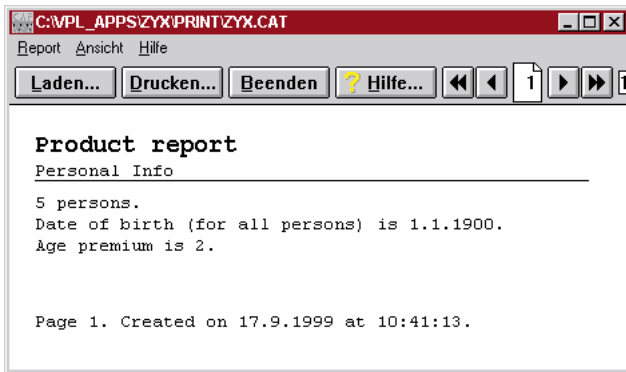 C:\VPL_APPS\ZYX\PRINT\ZYX.CAT
Report Ansicht Hilfe
Laden... Drucken... Beenden ? Hilfe... 1
Product report
Personal Info
5 persons.
Date of birth (for all persons) is 1.1.1900.
Age premium is 2.
Page 1. Created on 17.9.1999 at 10:41:13.